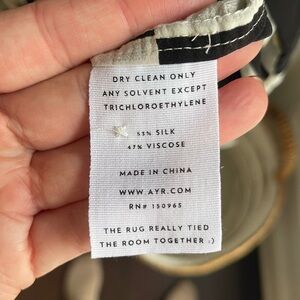 DRY CLEAN ONLY
ANY SOLVENT EXCEPT
TRICHLOROETHYLENE
53% SILK
47% VISCOSE
MADE IN CHINA
WWW.AYR.COM
RN# 150965
THE RUG REALLY TIED
THE ROOM TOGETHER :)